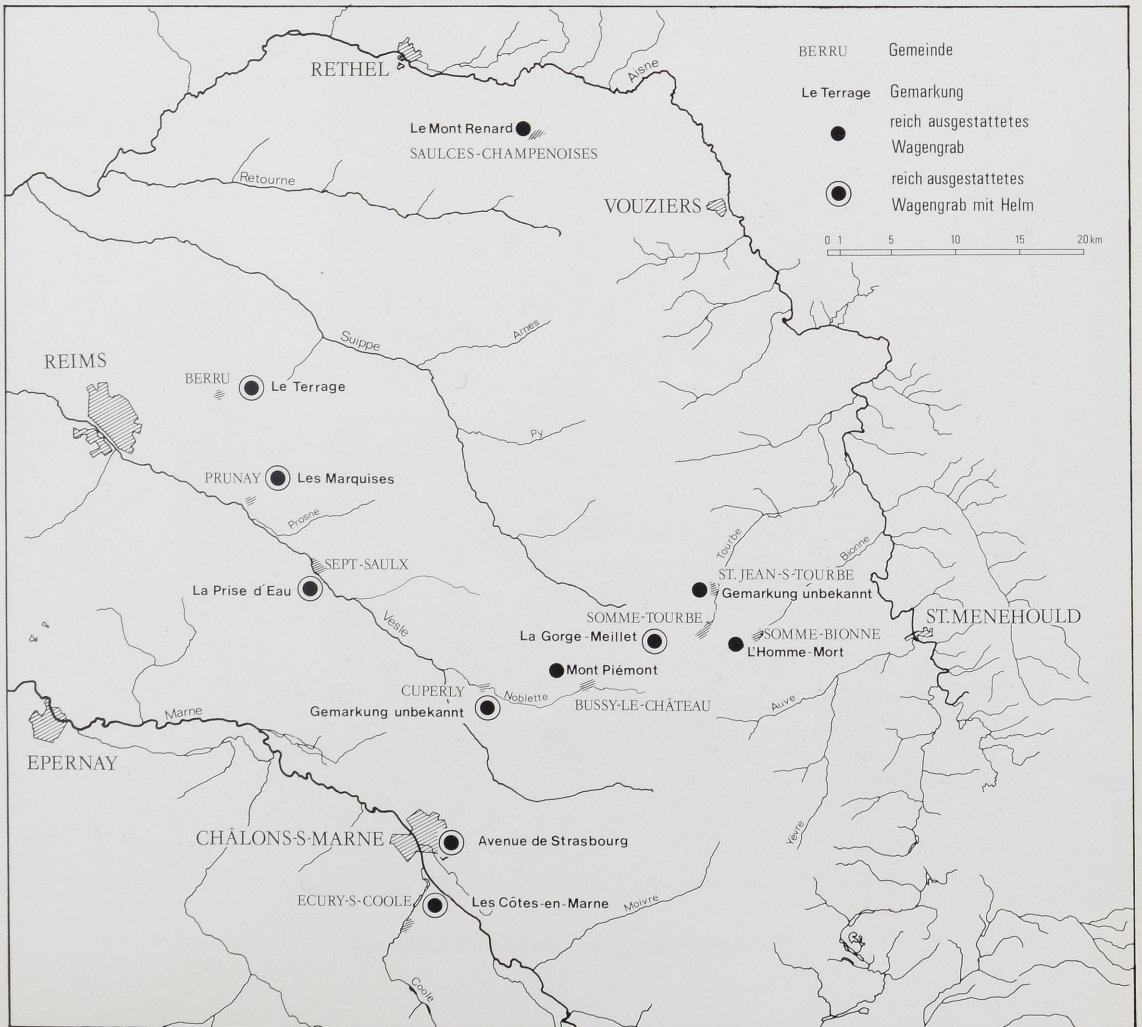 RETHEL
Aisne
BERRU Gemeinde
Le Terrage Gemarkung
reich ausgestattetes
Wagengrab
reich ausgestattetes
Wagengrab mit Helm
0 1 5 10 15 20 km
Le Mont Renard
SAULCES-CHAMPENOISES
Retourne
VOUZIERS
Suippe
Arnes
REIMS
BERRU
Le Terrage
Py
PRUNAY
Les Marquises
Prosne
Tourbe
Bionne
SEPT-SAULX
La Prise d'Eau
Vesle
ST. JEAN-S-TOURBE
Gemarkung unbekannt
SOMME-TOURBE
La Gorge-Meillet
ST. MENEHOULD
SOMME-BIONNE
L'Homme-Mort
Mont Piémont
CUPERLY
Noblette
BUSSY-LE-CHÂTEAU
Gemarkung unbekannt
Auve
Marne
EPERNAY
CHÂLONS-S-MARNE
Avenue de Strasbourg
Yèvre
ECURY-S-COOLE
Les Côtes-en-Marne
Moivre
Coole